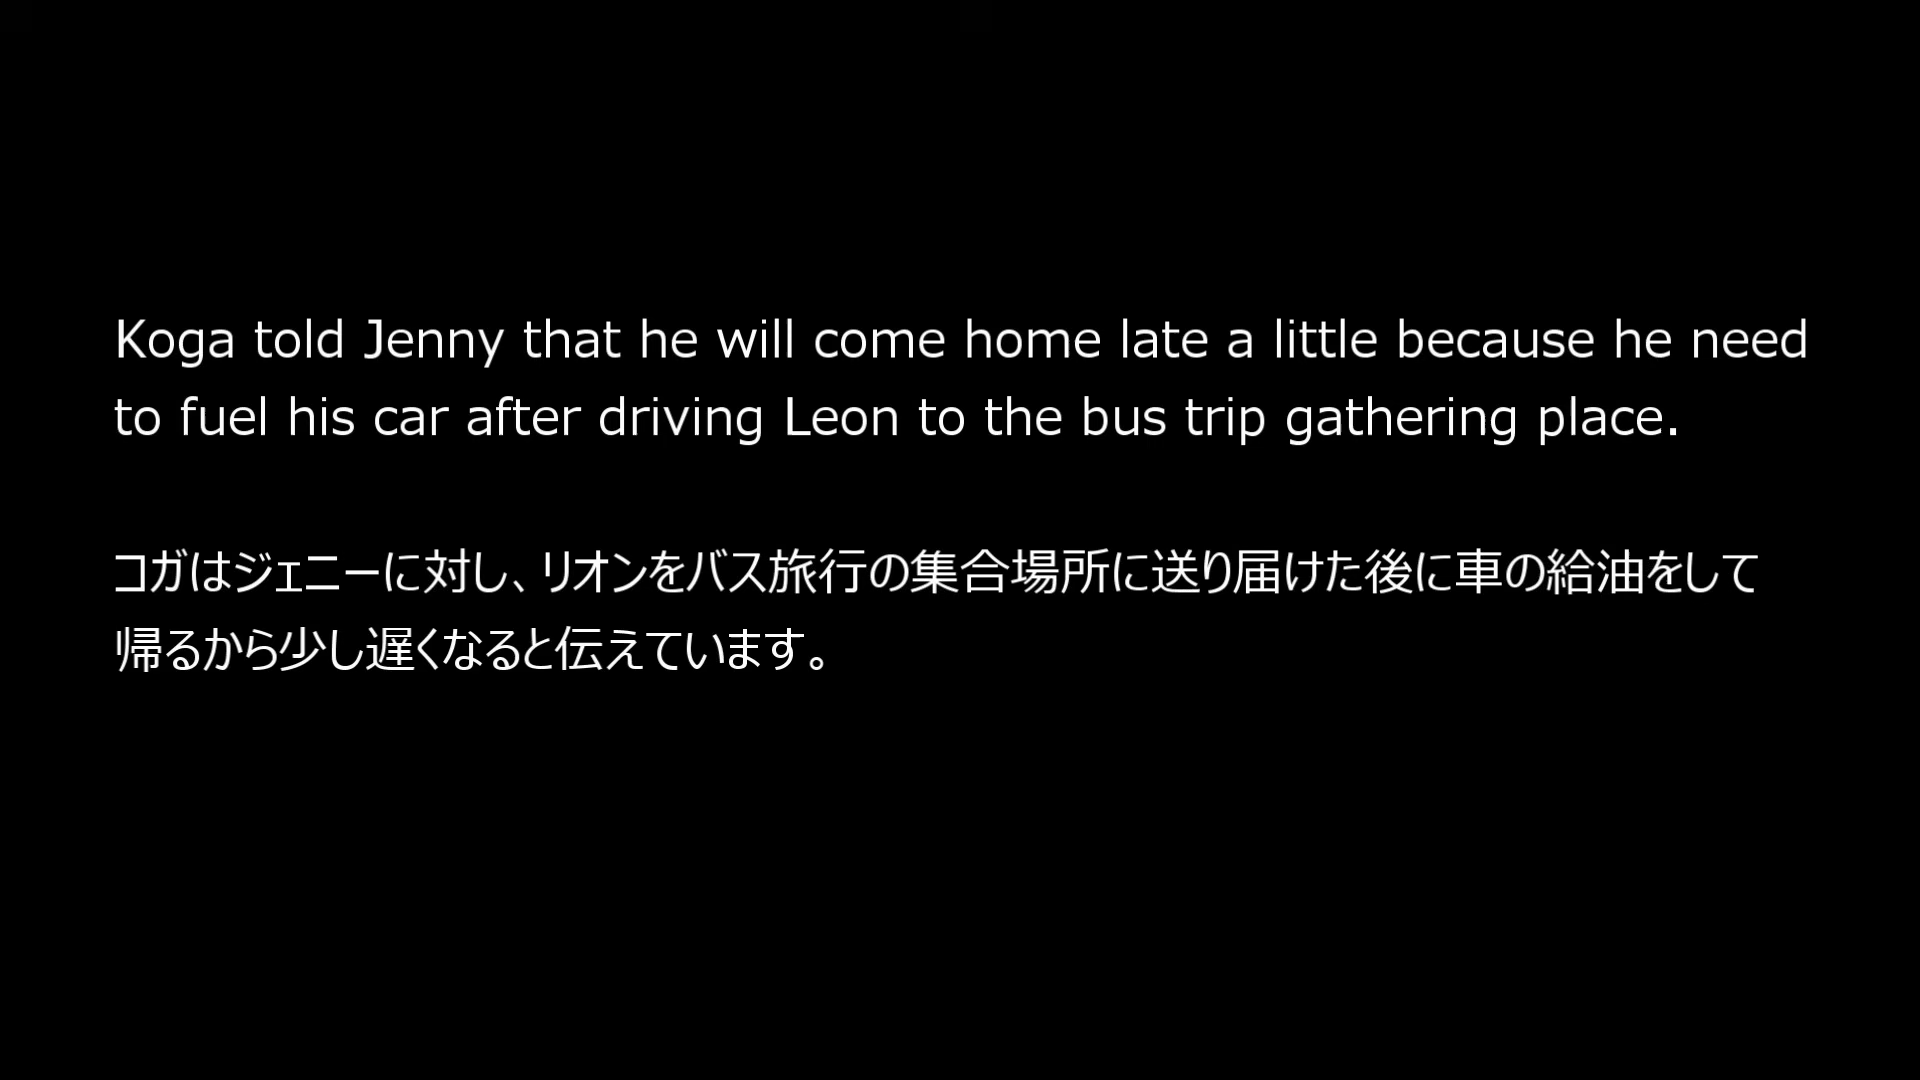 Koga told Jenny that he will come home late a little because he need
to fuel his car after driving Leon to the bus trip gathering place.
コガはジェニーに対し、リオンをバス旅行の集合場所に送り届けた後に車の給油をして
帰るから少し遅くなると伝えています。